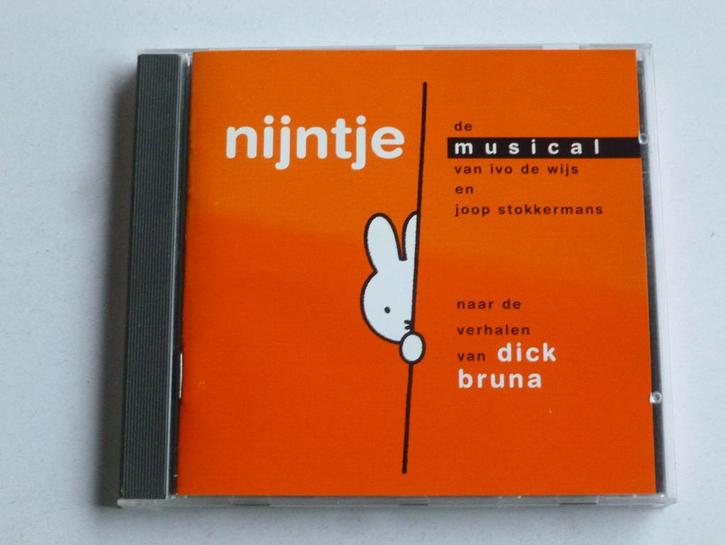 nijntje
de
musical
van ivo de wijs
en
joop stokkermans
naar de
verhalen
van dick
bruna